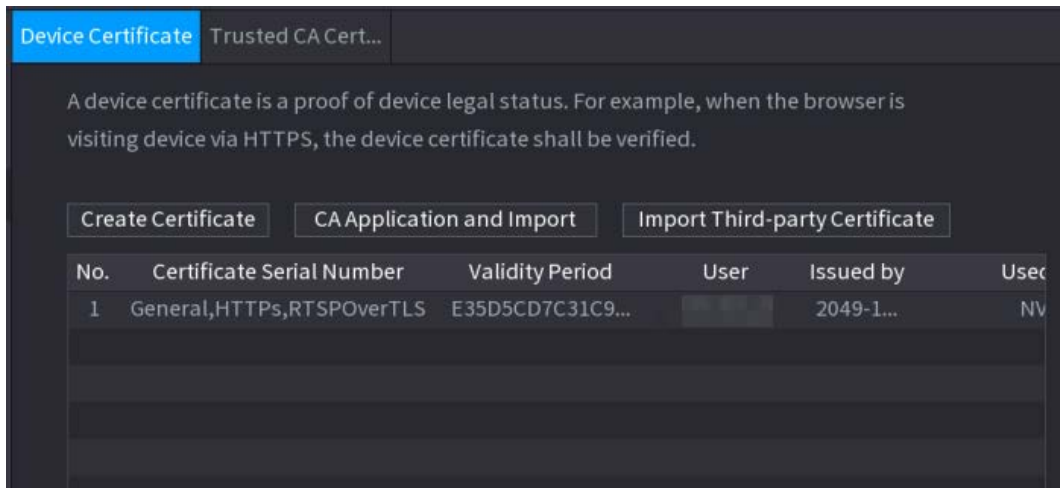 Device Certificate Trusted CA Cert...
A device certificate is a proof of device legal status. For example, when the browser is
visiting device via HTTPS, the device certificate shall be verified.
Create Certificate CA Application and Import Import Third-party Certificate
No. Certificate Serial Number Validity Period User Issued by Used
1 General,HTTPs,RTSPOverTLS E35D5CD7C31C9... 2049-1... NV